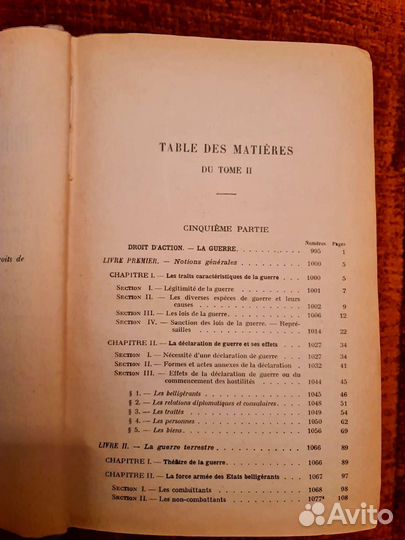 TABLE DES MATIÈRES
DU TOME II
CINQUIÈME PARTIE
Numéros Pages
DROIT D'ACTION. — LA GUERRE. 995 1
LIVRE PREMIER. — Notions générales 1000 5
CHAPITRE I. — Les traits caractéristiques de la guerre 1000 5
SECTION I. — Légitimité de la guerre 1001 7
SECTION II. — Les diverses espèces de guerre et leurs
causes 1002 9
SECTION III. — Les lois de la guerre 1006 12
SECTION IV. — Sanction des lois de la guerre. — Repré-
sailles 1014 22
CHAPITRE II. — La déclaration de guerre et ses effets 1027 34
SECTION I. — Nécessité d'une déclaration de guerre 1027 34
SECTION II. — Formes et actes annexes de la déclaration 1032 41
SECTION III. — Effets de la déclaration de guerre ou du
commencement des hostilités 1044 45
§ 1. — Les belligérants 1045 46
§ 2. — Les relations diplomatiques et consulaires 1048 51
§ 3. — Les traités 1049 54
§ 4. — Les personnes 1050 62
§ 5. — Les biens 1056 69
LIVRE II. — La guerre terrestre 1066 89
CHAPITRE I. — Théâtre de la guerre 1066 89
CHAPITRE II. — La force armée des Etats belligérants 1067 97
SECTION I. — Les combattants 1068 98
SECTION II. — Les non-combattants 1077⁴ 108
oits de
Avito